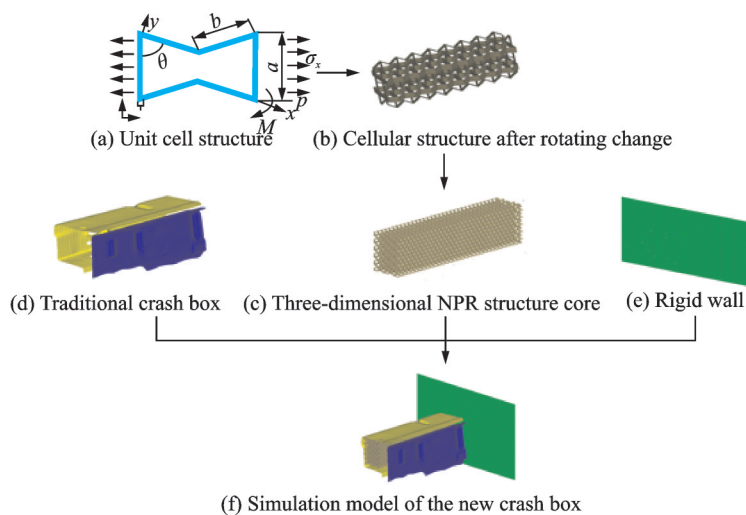 y
b
θ
a
σx
p
x
M
(a) Unit cell structure
(b) Cellular structure after rotating change
(d) Traditional crash box
(c) Three-dimensional NPR structure core
(e) Rigid wall
(f) Simulation model of the new crash box